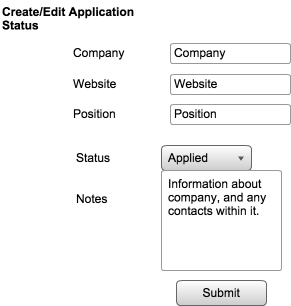 Create/Edit Application
Status
Company Company
Website Website
Position Position
Status Applied
Notes
Information about
company, and any
contacts within it.
Submit